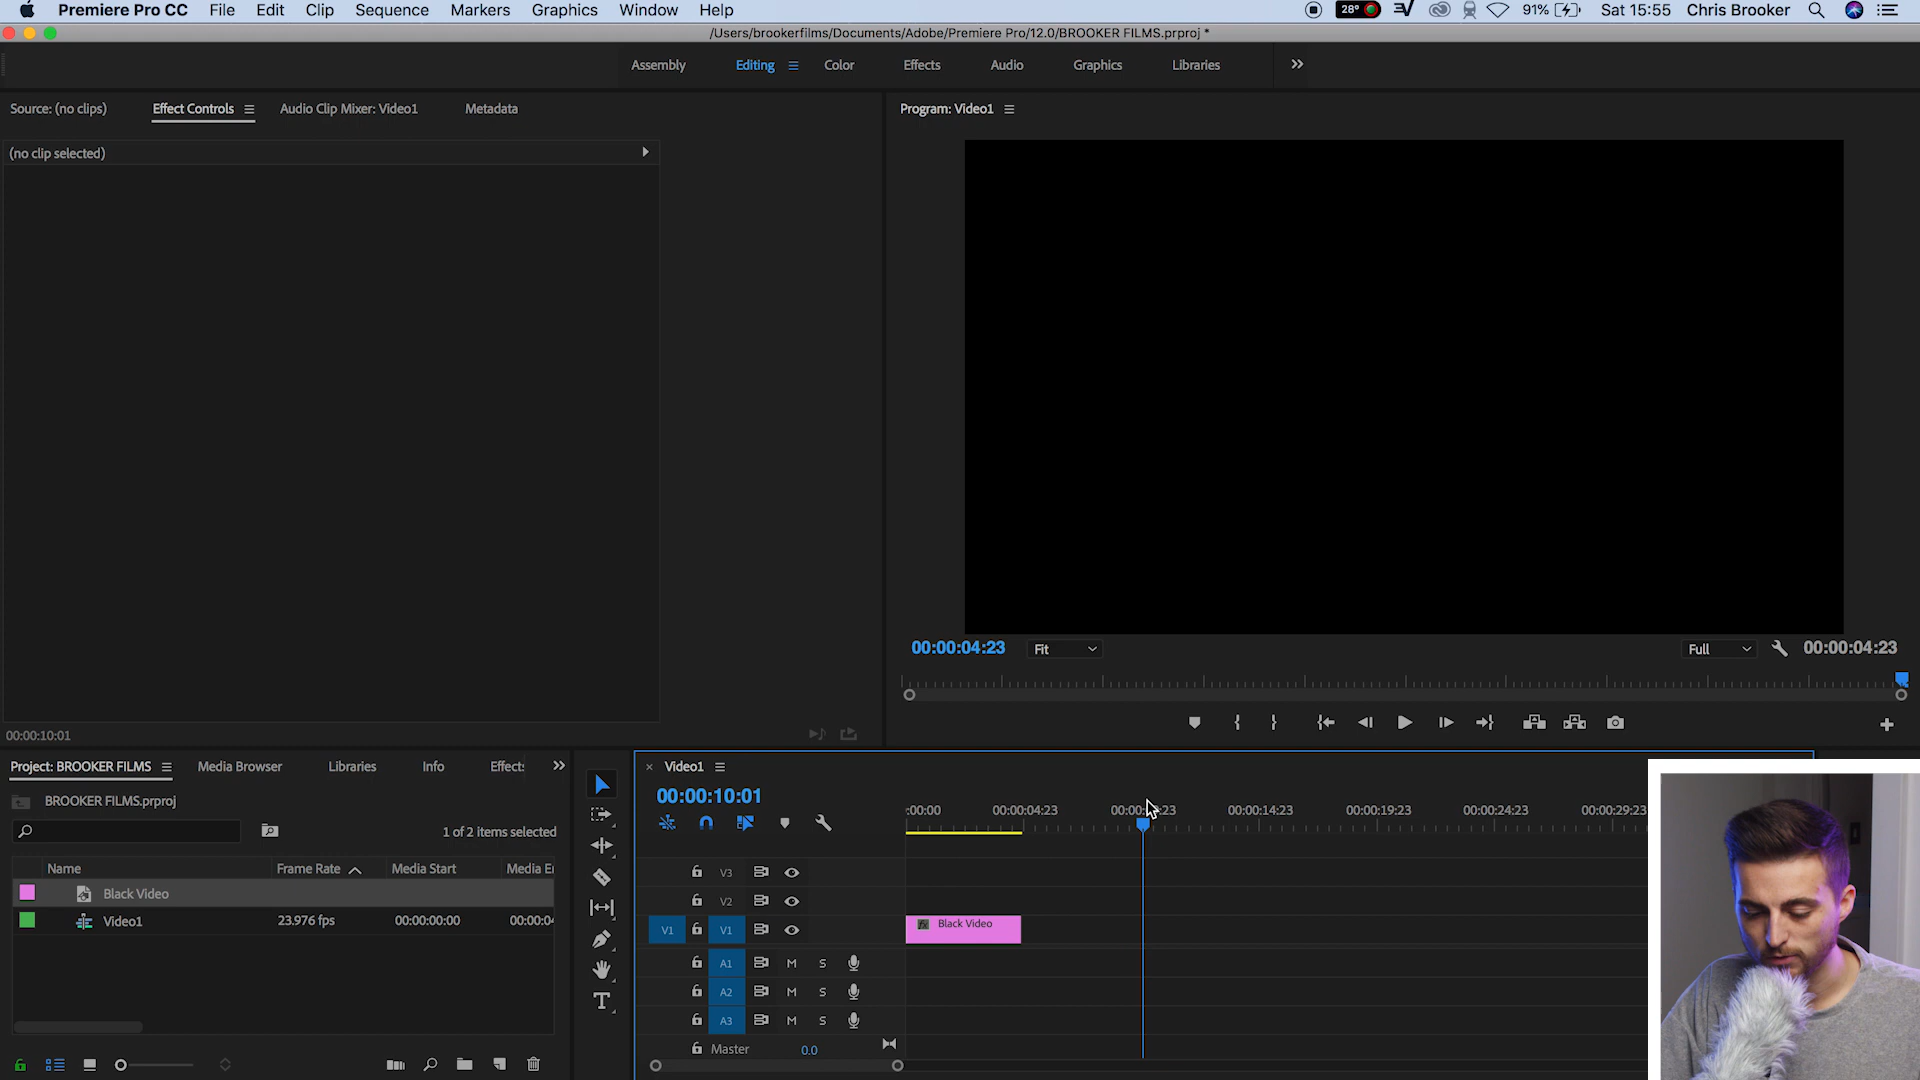 Premiere Pro CC File Edit Clip Sequence Markers Graphics Window Help 28° 91% Sat 15:55 Chris Brooker
/Users/brookerfilms/Documents/Adobe/Premiere Pro/12.0/BROOKER FILMS.prproj *
Assembly Editing Color Effects Audio Graphics Libraries
Source: (no clips) Effect Controls Audio Clip Mixer: Video1 Metadata
Program: Video1
(no clip selected)
00:00:04:23 Fit Full 00:00:04:23
00:00:10:01
Project: BROOKER FILMS Media Browser Libraries Info Effects
Video1
BROOKER FILMS.prproj
00:00:10:01
1 of 2 items selected
:00:00 00:00:04:23 00:00: :23 00:00:14:23 00:00:19:23 00:00:24:23 00:00:29:23
Name Frame Rate Media Start Media E
Black Video
Video1 23.976 fps 00:00:00:00 00:00:04
V3
V2
V1 V1 Black Video
A1 M S
A2 M S
A3 M S
Master 0.0